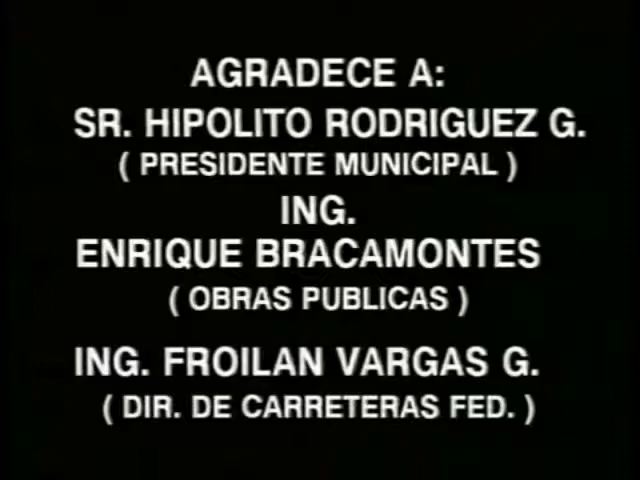 AGRADECE A:
SR. HIPOLITO RODRIGUEZ G.
( PRESIDENTE MUNICIPAL )
ING.
ENRIQUE BRACAMONTES
( OBRAS PUBLICAS )
ING. FROILAN VARGAS G.
( DIR. DE CARRETERAS FED. )